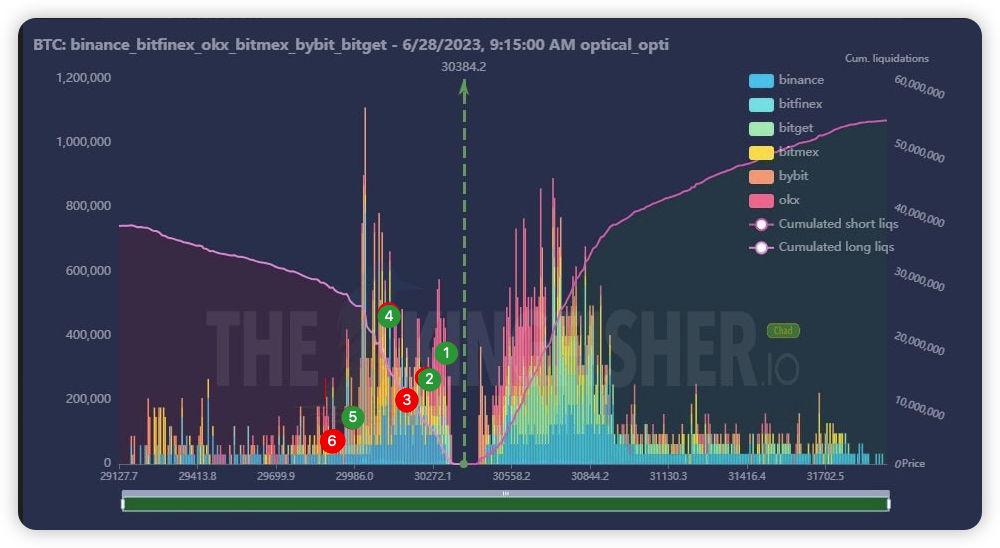 BTC: binance_bitfinex_okx_bitmex_bybit_bitget - 6/28/2023, 9:15:00 AM optical_opti
Cum. liquidations
30384.2
1,200,000
1,000,000
800,000
600,000
400,000
200,000
0
60,000,000
50,000,000
40,000,000
30,000,000
20,000,000
10,000,000
0
Price
binance
bitfinex
bitget
bitmex
bybit
okx
Cumulated short liqs
Cumulated long liqs
Chad
THE
.IO
4
1
2
3
5
6
29127.7 29413.8 29699.9 29986.0 30272.1 30558.2 30844.2 31130.3 31416.4 31702.5